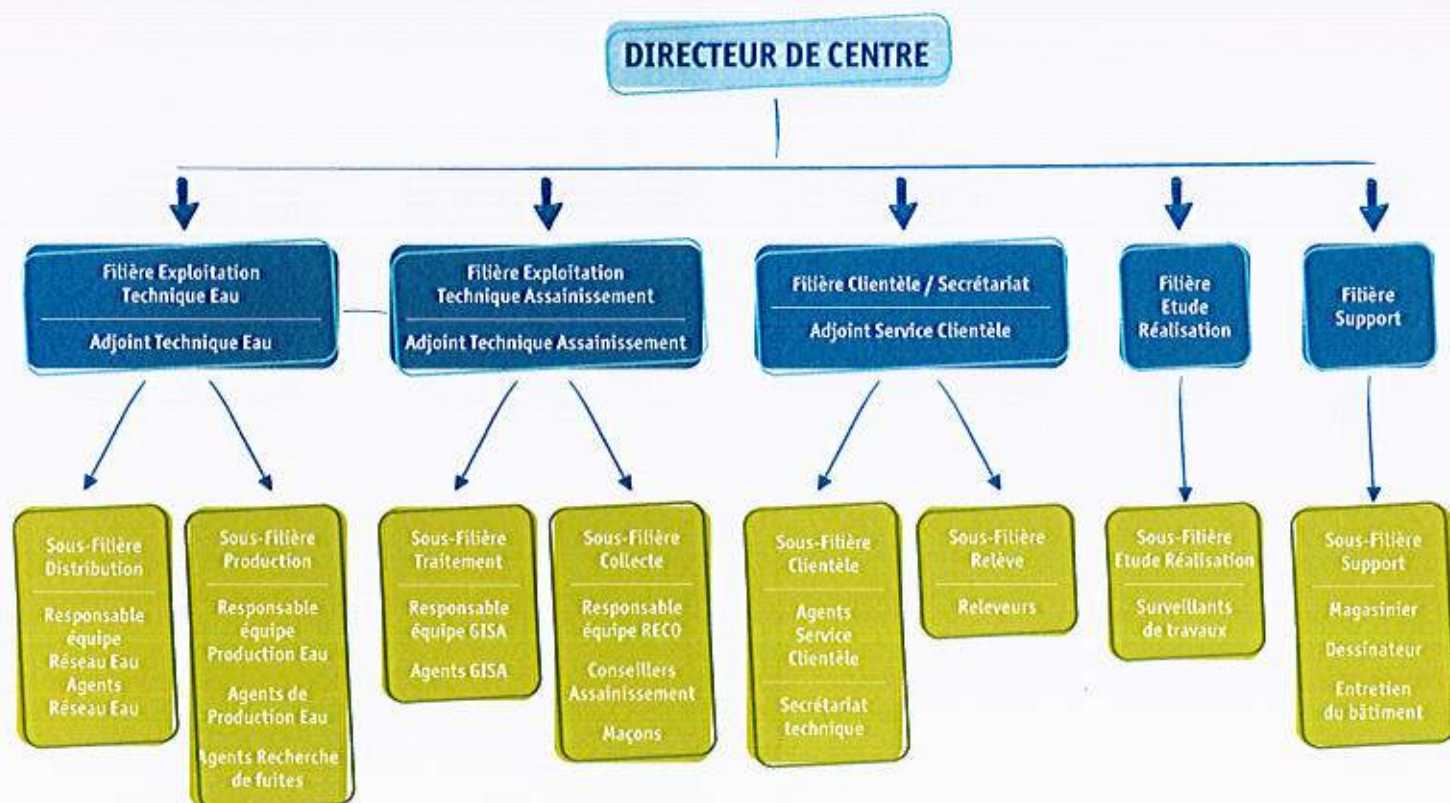 DIRECTEUR DE CENTRE
Filière Exploitation
Technique Eau
Adjoint Technique Eau
Filière Exploitation
Technique Assainissement
Adjoint Technique Assainissement
Filière Clientèle / Secrétariat
Adjoint Service Clientèle
Filière
Etude
Réalisation
Filière
Support
Sous-Filière
Distribution
Responsable
équipe
Réseau Eau
Agents
Réseau Eau
Sous-Filière
Production
Responsable
équipe
Production Eau
Agents de
Production Eau
Agents Recherche
de fuites
Sous-Filière
Traitement
Responsable
équipe GISA
Agents GISA
Sous-Filière
Collecte
Responsable
équipe RECO
Conseillers
Assainissement
Maçons
Sous-Filière
Clientèle
Agents
Service
Clientèle
Secrétariat
technique
Sous-Filière
Relève
Releveurs
Sous-Filière
Etude Réalisation
Surveillants
de travaux
Sous-Filière
Support
Magasinier
Dessinateur
Entretien
du bâtiment